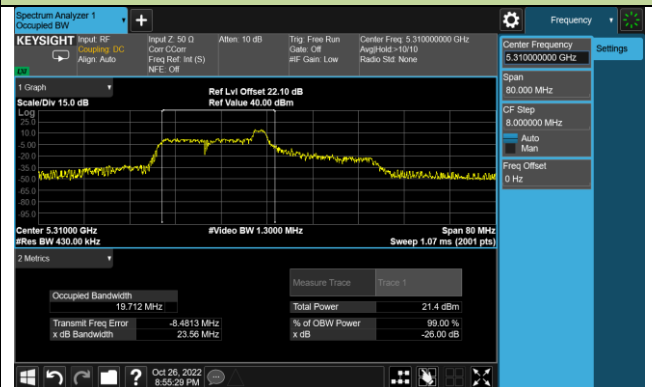 Spectrum Analyzer 1
Occupied BW
Frequency
KEYSIGHT
Input: RF
Coupling: DC
Align: Auto
Input Z: 50 Ω
Corr CCorr
Freq Ref: Int (S)
NFE: Off
Atten: 10 dB
Trig: Free Run
Gate: Off
#IF Gain: Low
Center Freq: 5.310000000 GHz
Avg|Hold:>10/10
Radio Std: None
Center Frequency
5.310000000 GHz
Settings
Span
80.000 MHz
CF Step
8.000000 MHz
Auto
Man
Freq Offset
0 Hz
1 Graph
Scale/Div 15.0 dB
Ref Lvl Offset 22.10 dB
Ref Value 40.00 dBm
Log
25.0
10.0
-5.00
-20.0
-35.0
-50.0
-65.0
-80.0
-95.0
Center 5.31000 GHz
#Res BW 430.00 kHz
#Video BW 1.3000 MHz
Span 80 MHz
Sweep 1.07 ms (2001 pts)
2 Metrics
Measure Trace
Trace 1
Occupied Bandwidth
19.712 MHz
Total Power
21.4 dBm
Transmit Freq Error
-8.4813 MHz
% of OBW Power
99.00 %
x dB Bandwidth
23.56 MHz
x dB
-26.00 dB
?
Oct 26, 2022
8:55:29 PM